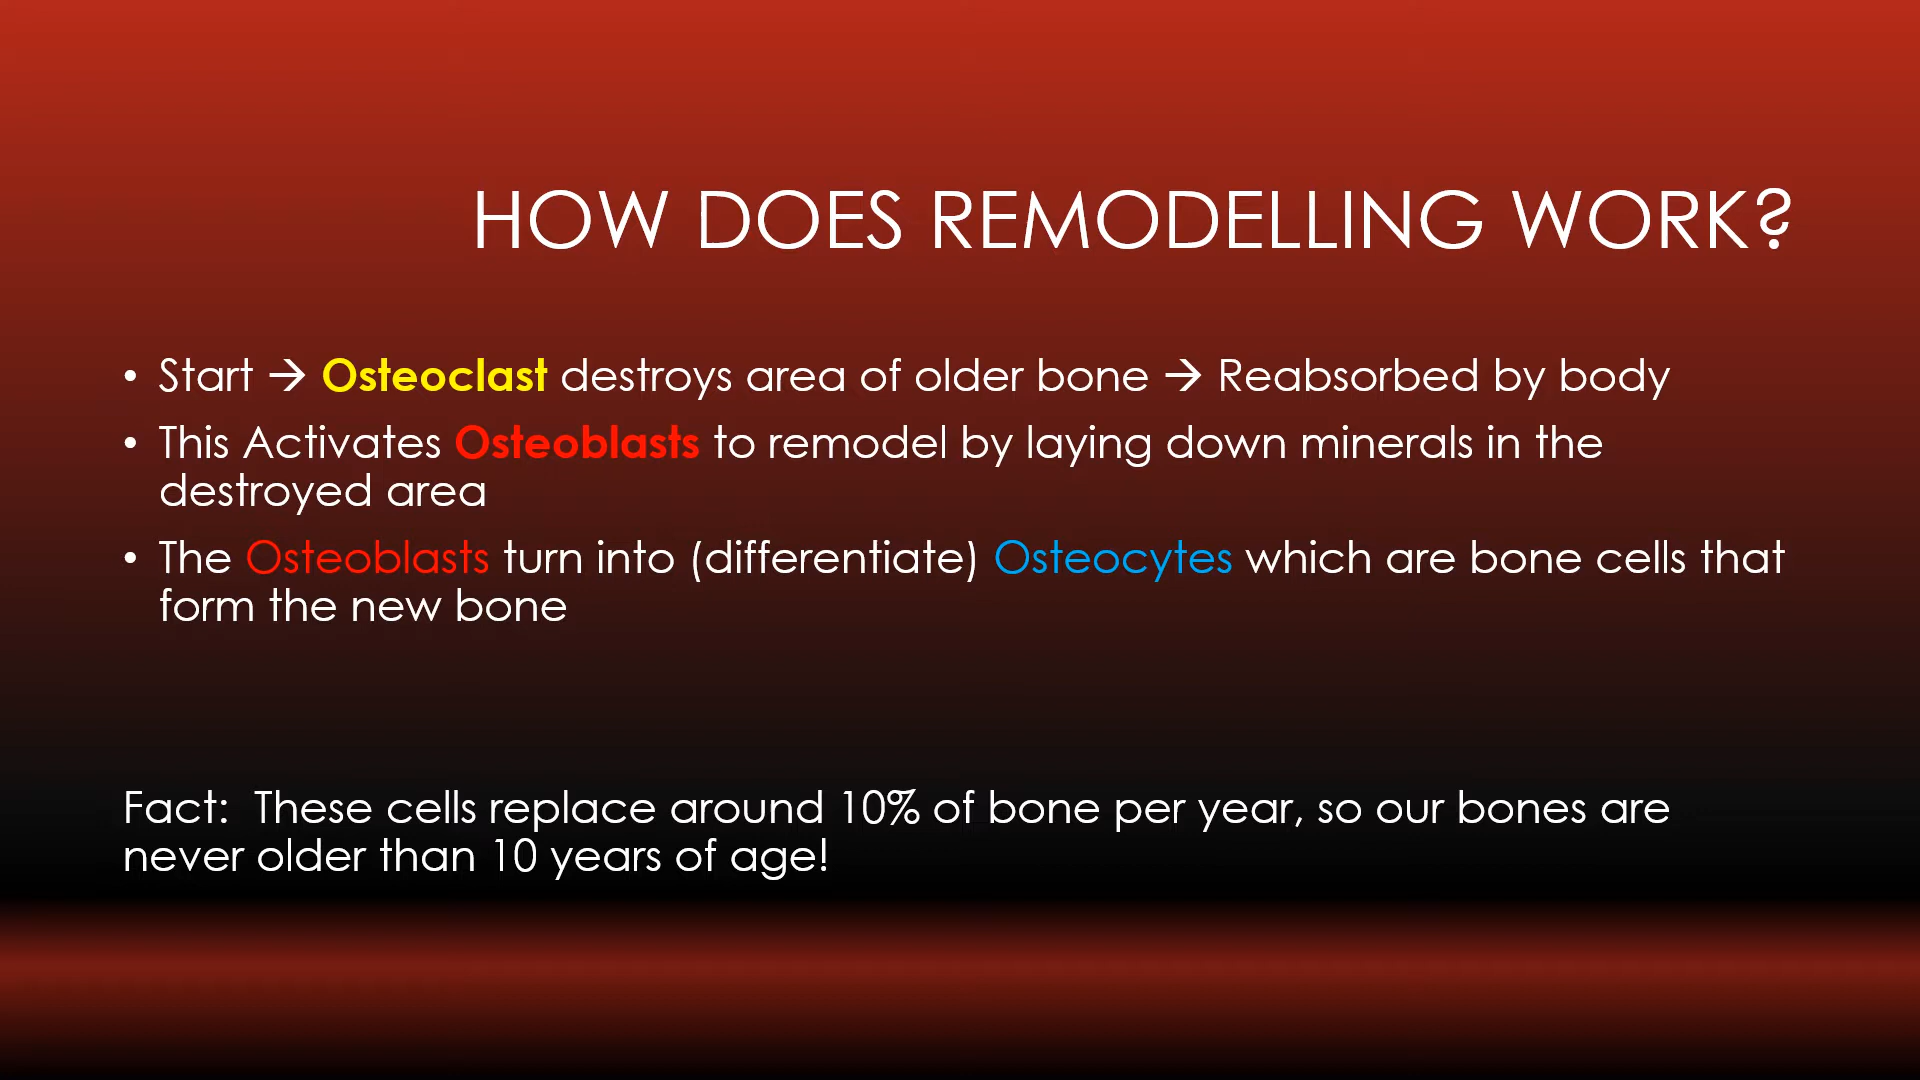 HOW DOES REMODELLING WORK?
• Start → Osteoclast destroys area of older bone → Reabsorbed by body
• This Activates Osteoblasts to remodel by laying down minerals in the
destroyed area
• The Osteoblasts turn into (differentiate) Osteocytes which are bone cells that
form the new bone
Fact:  These cells replace around 10% of bone per year, so our bones are
never older than 10 years of age!